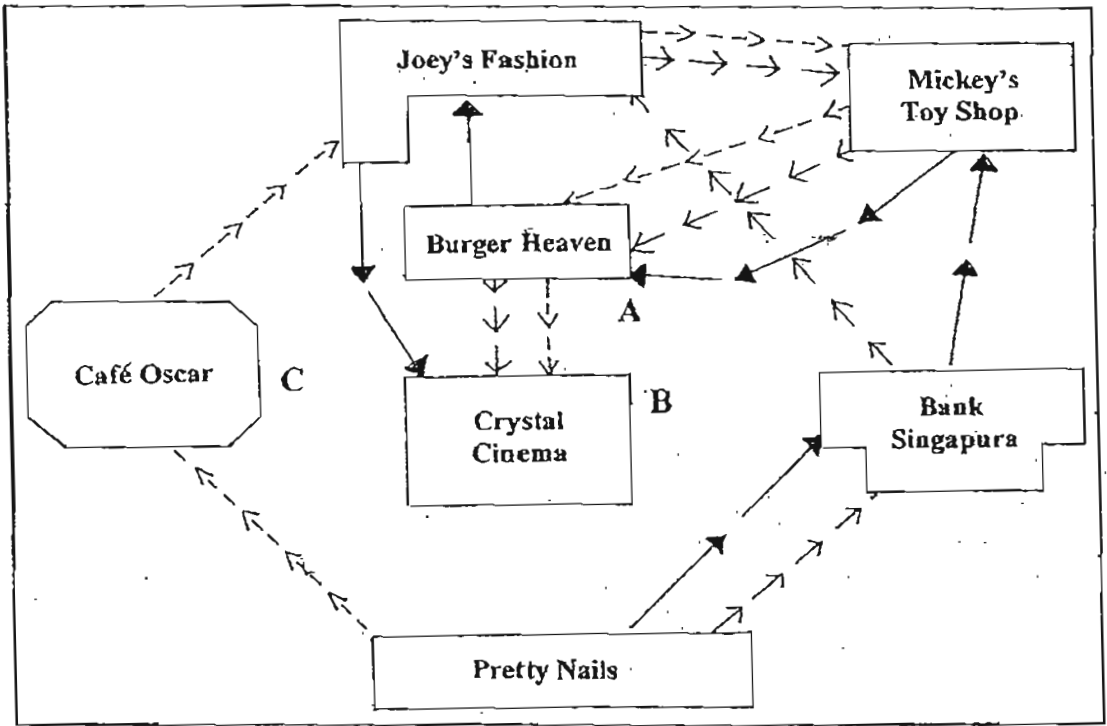 Joey's Fashion
Mickey's
Toy Shop
Burger Heaven
A
Café Oscar
C
Crystal
Cinema
B
Bank
Singapura
Pretty Nails